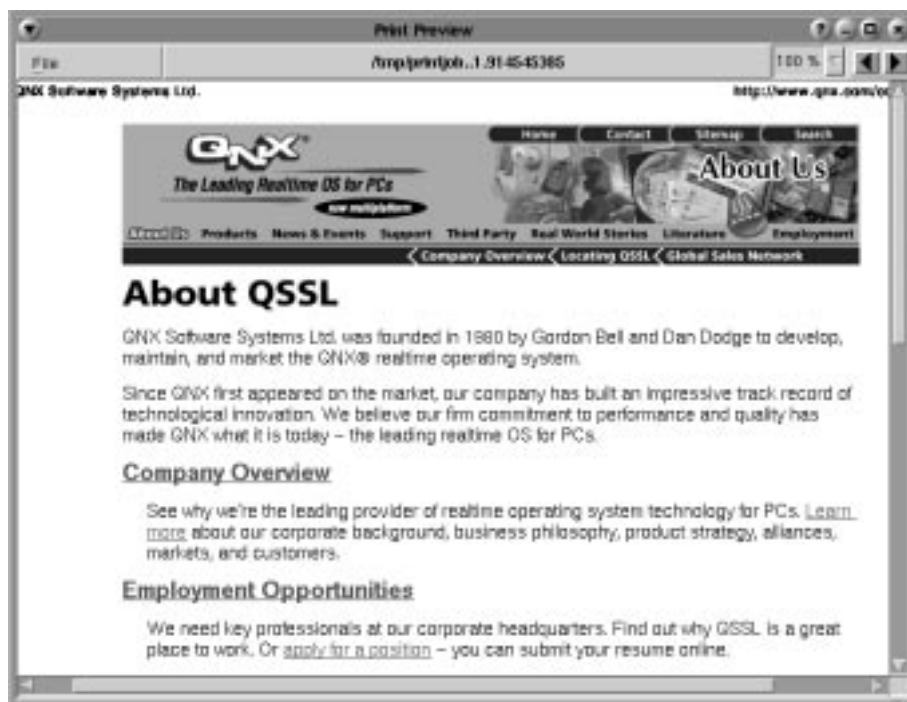 Print Preview
File
/tmp/printjob..1.914545385
100 %
QNX Software Systems Ltd.
http://www.qnx.com/co
Home
Contact
Sitemap
Search
QNX
About Us
The Leading Realtime OS for PCs
now multiplatform
About Us Products News & Events Support Third Party Real World Stories Literature Employment
Company Overview Locating QSSL Global Sales Network
About QSSL
QNX Software Systems Ltd. was founded in 1980 by Gordon Bell and Dan Dodge to develop,
maintain, and market the QNX® realtime operating system.
Since QNX first appeared on the market, our company has built an impressive track record of
technological innovation. We believe our firm commitment to performance and quality has
made QNX what it is today – the leading realtime OS for PCs.
Company Overview
See why we're the leading provider of realtime operating system technology for PCs. Learn
more about our corporate background, business philosophy, product strategy, alliances,
markets, and customers.
Employment Opportunities
We need key professionals at our corporate headquarters. Find out why QSSL is a great
place to work. Or apply for a position – you can submit your resume online.